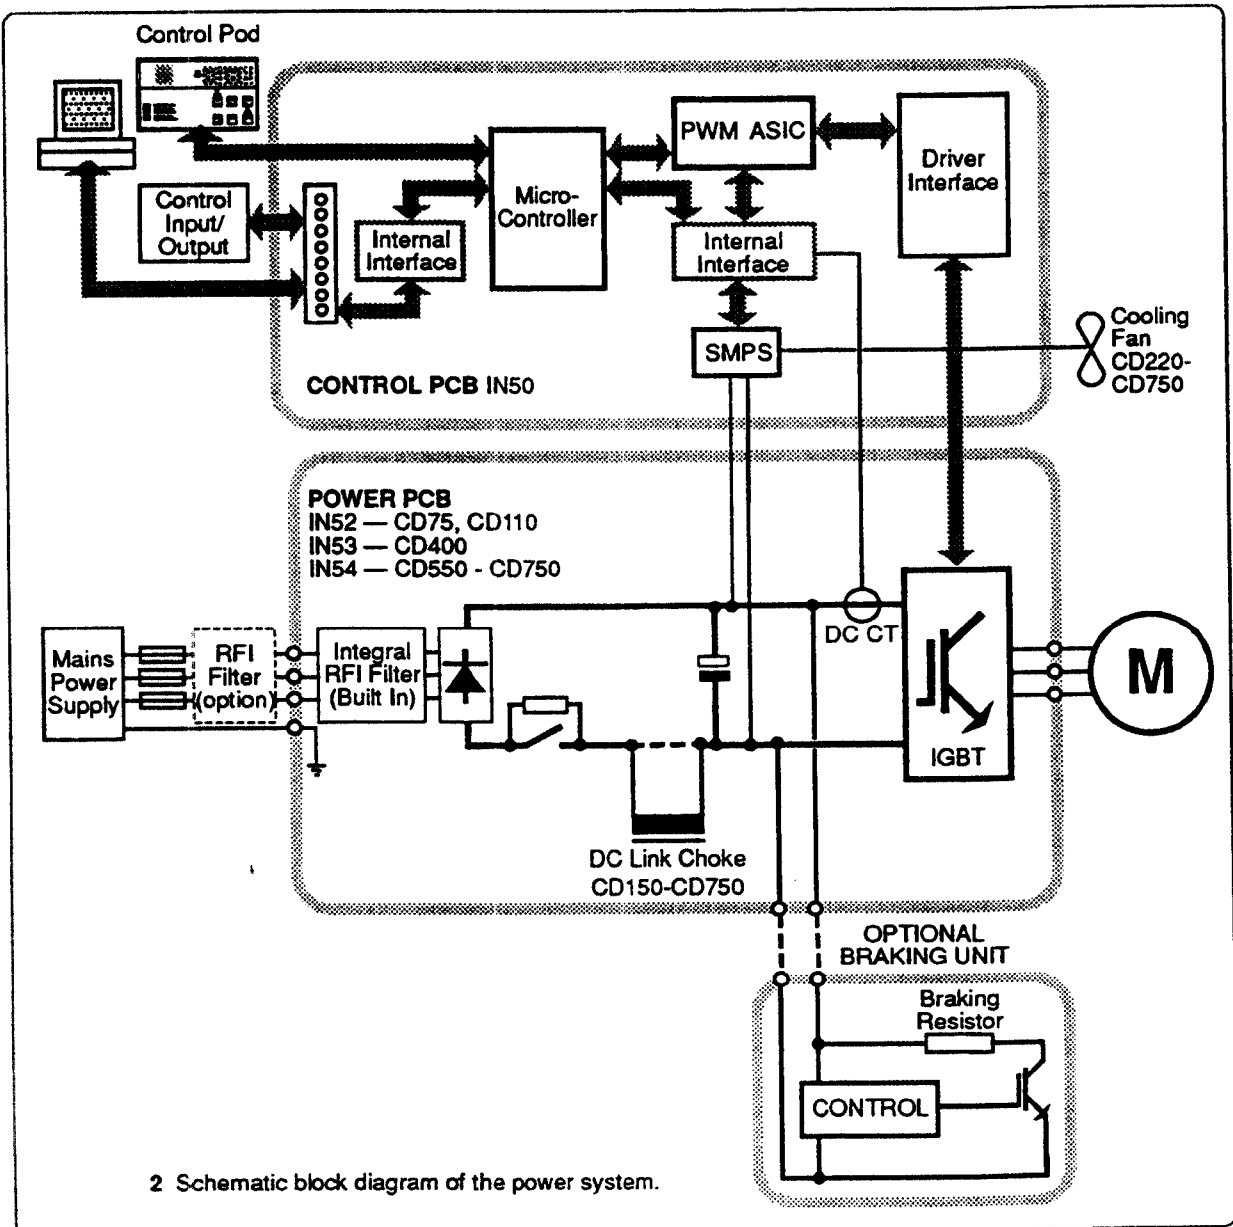 Control Pod
PWM ASIC
Driver
Interface
Micro-
Controller
Control
Input/
Output
Internal
Interface
Internal
Interface
SMPS
Cooling
Fan
CD220-
CD750
CONTROL PCB IN50
POWER PCB
IN52 — CD75, CD110
IN53 — CD400
IN54 — CD550 - CD750
DC CT
Mains
Power
Supply
RFI
Filter
(option)
Integral
RFI Filter
(Built In)
M
IGBT
DC Link Choke
CD150-CD750
OPTIONAL
BRAKING UNIT
Braking
Resistor
CONTROL
2 Schematic block diagram of the power system.